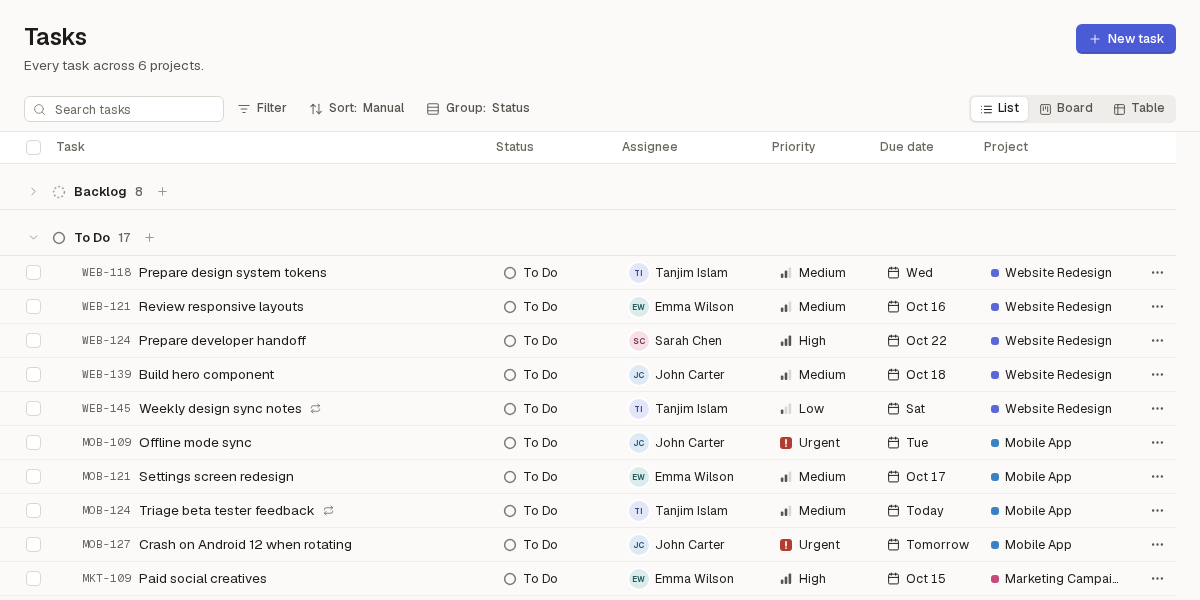 Tasks
New task
Every task across 6 projects.
Search tasks Filter Sort: Manual Group: Status List Board Table
Task Status Assignee Priority Due date Project
Backlog 8
To Do 17
WEB-118 Prepare design system tokens To Do TI Tanjim Islam Medium Wed Website Redesign
WEB-121 Review responsive layouts To Do EW Emma Wilson Medium Oct 16 Website Redesign
WEB-124 Prepare developer handoff To Do SC Sarah Chen High Oct 22 Website Redesign
WEB-139 Build hero component To Do JC John Carter Medium Oct 18 Website Redesign
WEB-145 Weekly design sync notes To Do TI Tanjim Islam Low Sat Website Redesign
MOB-109 Offline mode sync To Do JC John Carter Urgent Tue Mobile App
MOB-121 Settings screen redesign To Do EW Emma Wilson Medium Oct 17 Mobile App
MOB-124 Triage beta tester feedback To Do TI Tanjim Islam Medium Today Mobile App
MOB-127 Crash on Android 12 when rotating To Do JC John Carter Urgent Tomorrow Mobile App
MKT-109 Paid social creatives To Do EW Emma Wilson High Oct 15 Marketing Campai...